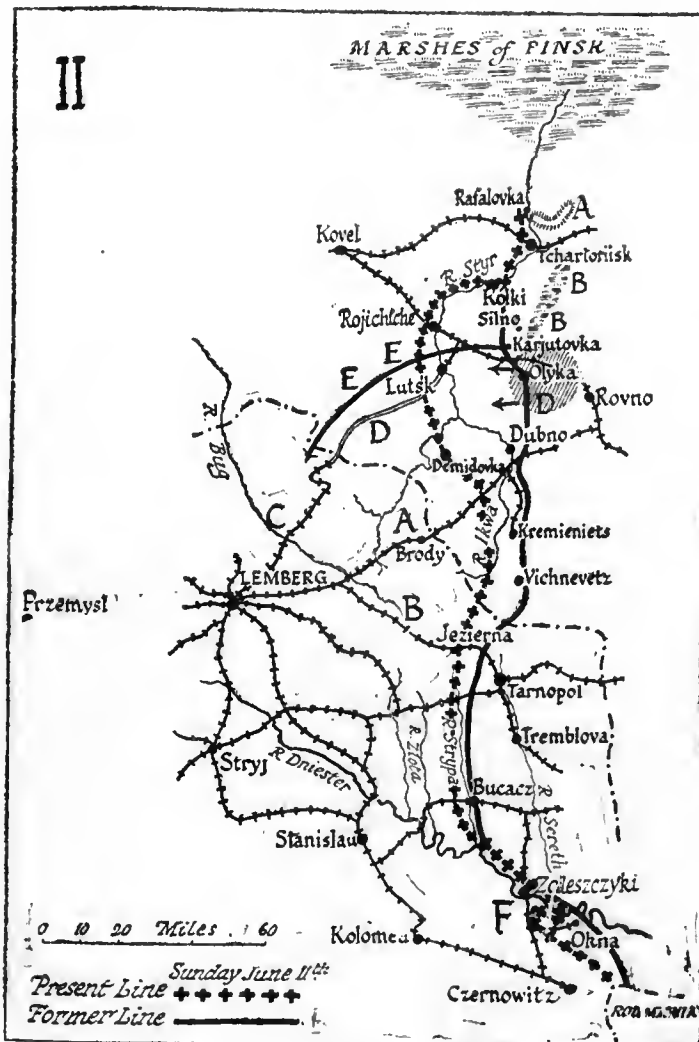 II
MARSHES of PINSK
Rafalovka
A
Kovel
Tchartoriisk
R. Styr
B
Kolki
Silno
B
Rojichtche
Karjutovka
E
E
Olyka
Lutsk
D
Rovno
D
R. Bug
Dubno
Demidovka
C
A
R. Ikwa
Kremieniets
Brody
LEMBERG
Vichnevetz
Przemysl
B
Jezierna
Tarnopol
R. Strypa
Tremblova
R. Zlota
Stryj
R. Dniester
Bucacz
R. Sereth
Stanislau
Zaleszczyki
F
0 10 20 Miles 60
Kolomea
Okna
Sunday June 11th
Present Line
Czernowitz
Former Line